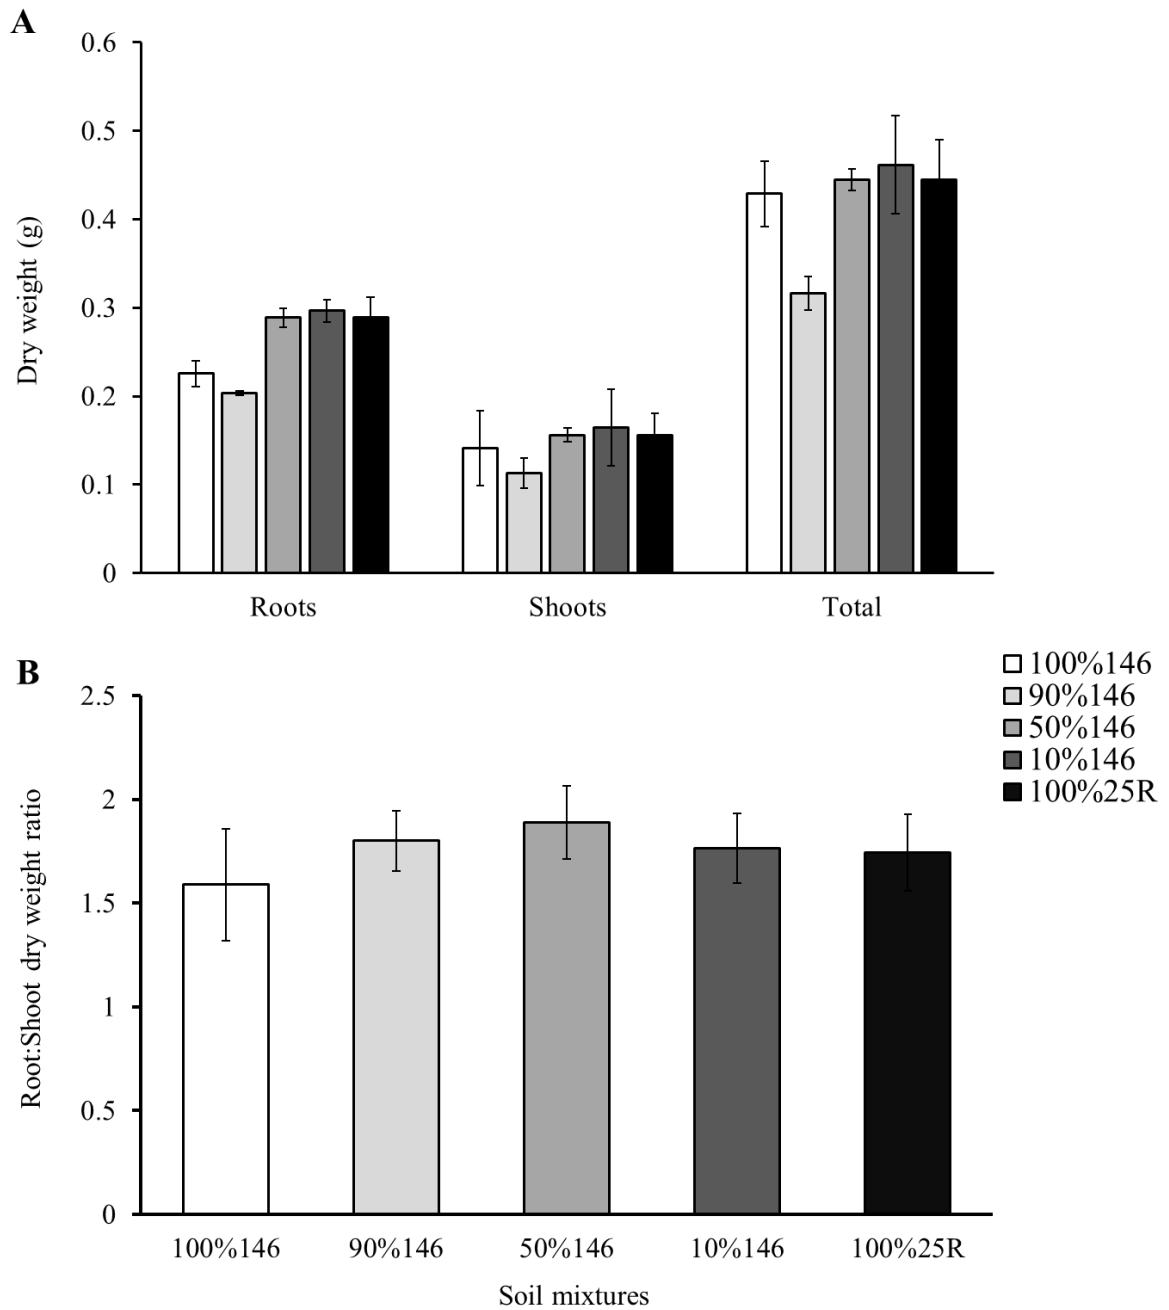 A
0.6
0.5
0.4
0.3
0.2
0.1
0
Dry weight (g)
Roots Shoots Total
B
2.5
2
1.5
1
0.5
0
Root:Shoot dry weight ratio
100%146 90%146 50%146 10%146 100%25R
Soil mixtures
100%146
90%146
50%146
10%146
100%25R